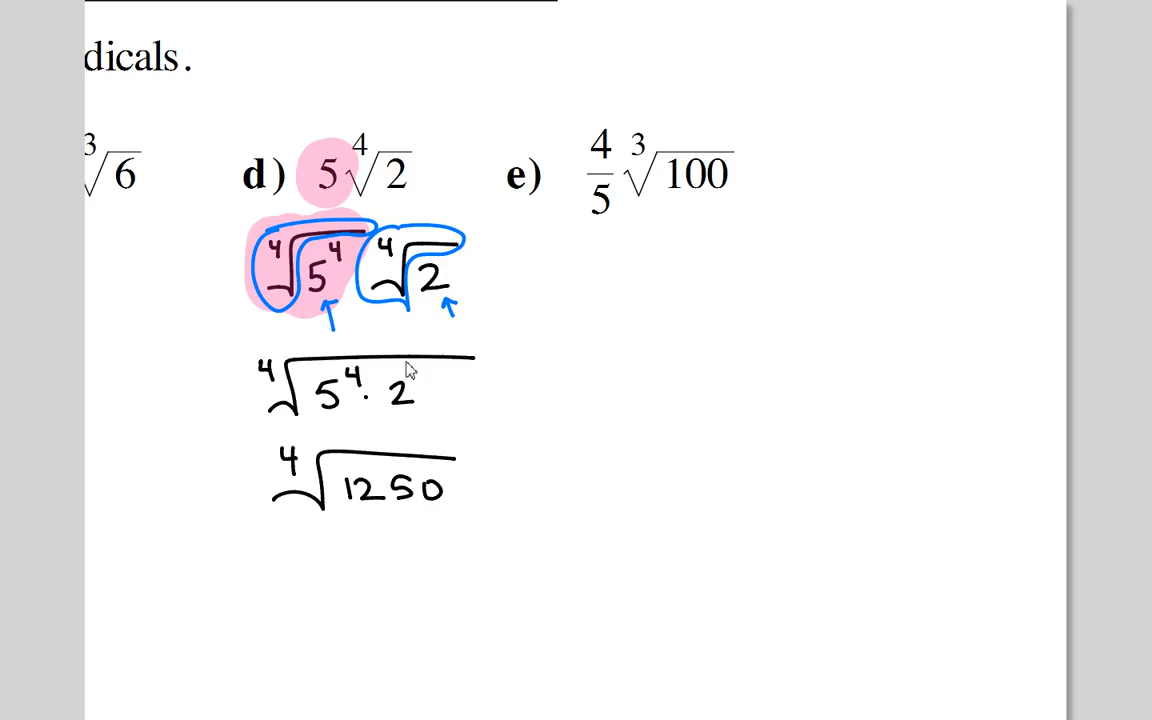 dicals.
∛6 d) 5∜2 e) 4/5 ∛100
∜5⁴ ∜2
∜5⁴·2
∜1250